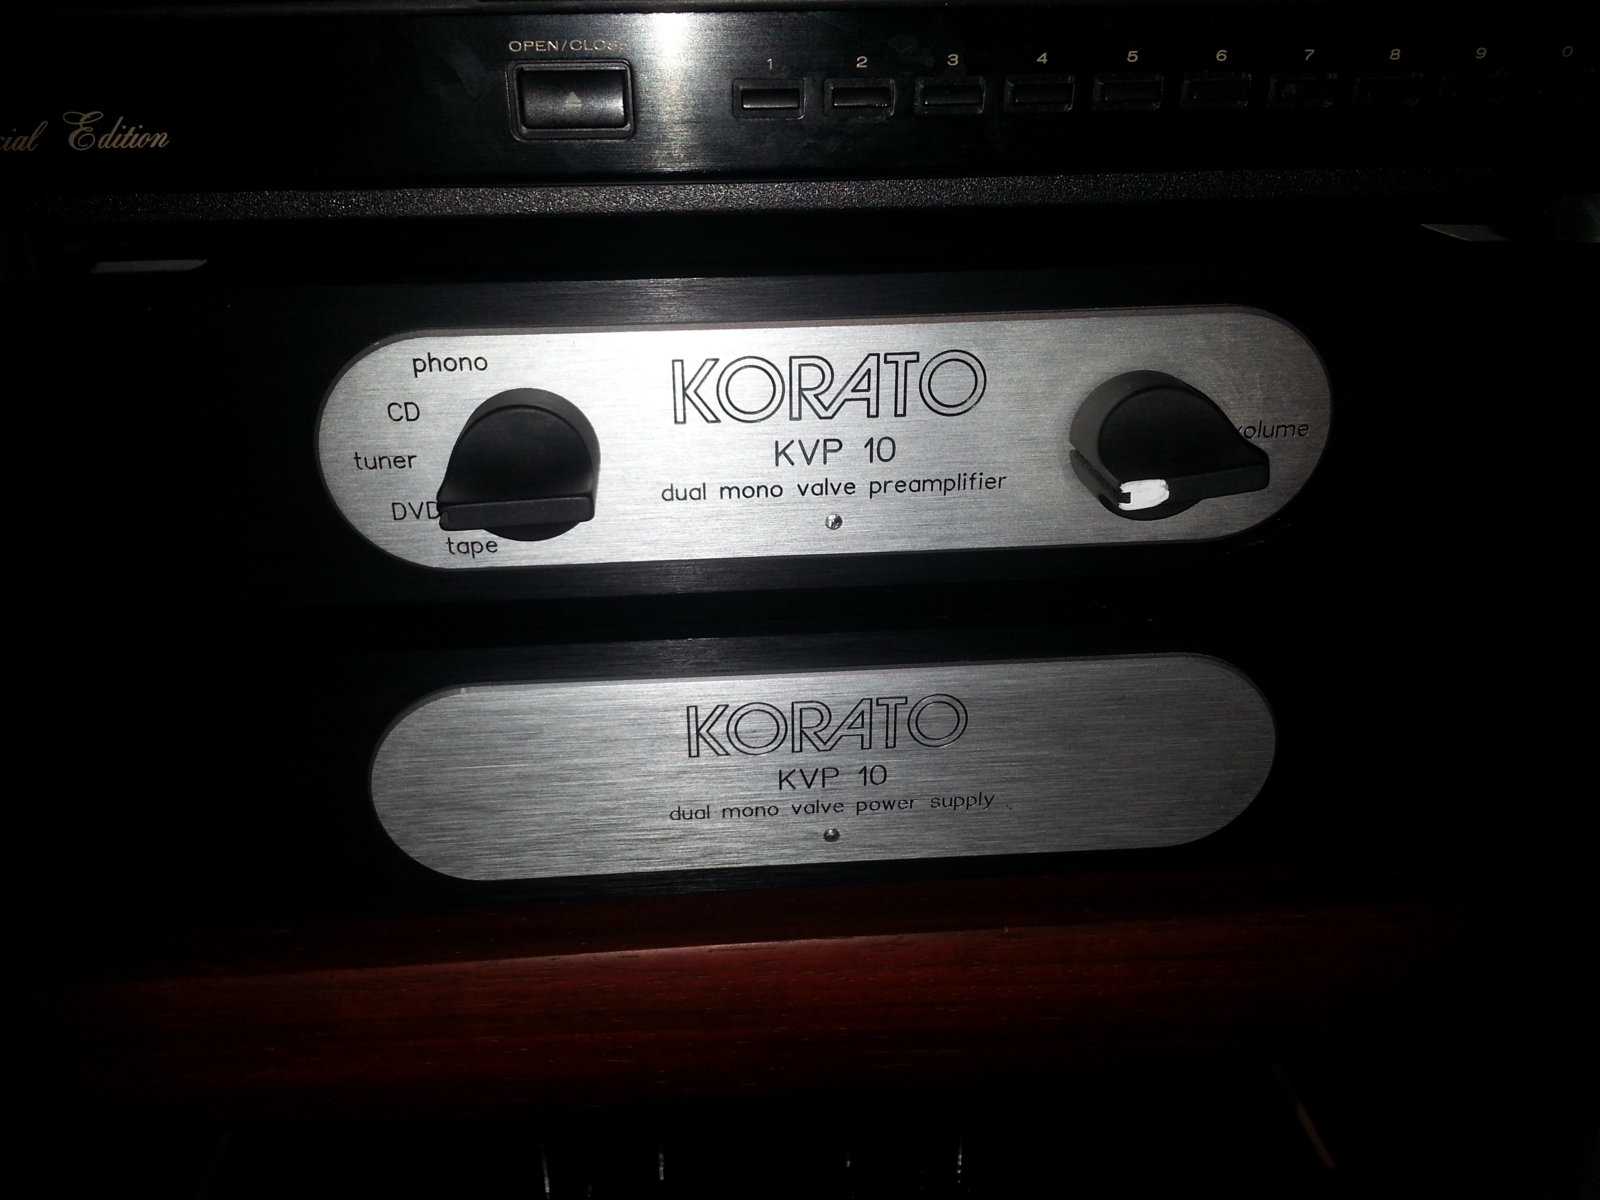 OPEN/CLOSE
1 2 3 4 5 6 7 8 9 0
Edition
phono
CD
tuner
DVD
tape
KORATO
KVP 10
dual mono valve preamplifier
volume
KORATO
KVP 10
dual mono valve power supply